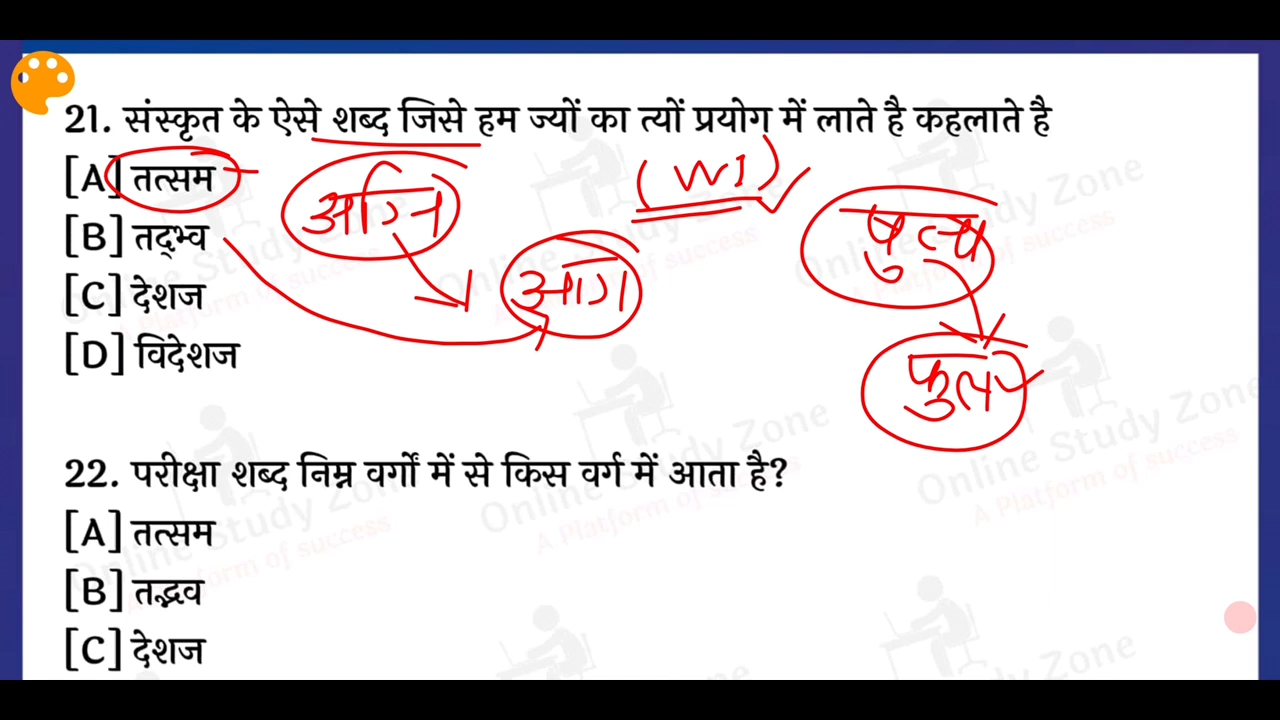 21. संस्कृत के ऐसे शब्द जिसे हम ज्यों का त्यों प्रयोग में लाते है कहलाते है
[A] तत्सम
[B] तद्भ्व
[C] देशज
[D] विदेशज
अग्नि
आग
22. परीक्षा शब्द निम्न वर्गों में से किस वर्ग में आता है?
[A] तत्सम
[B] तद्भव
[C] देशज
Online Study Zone
A Platform of success